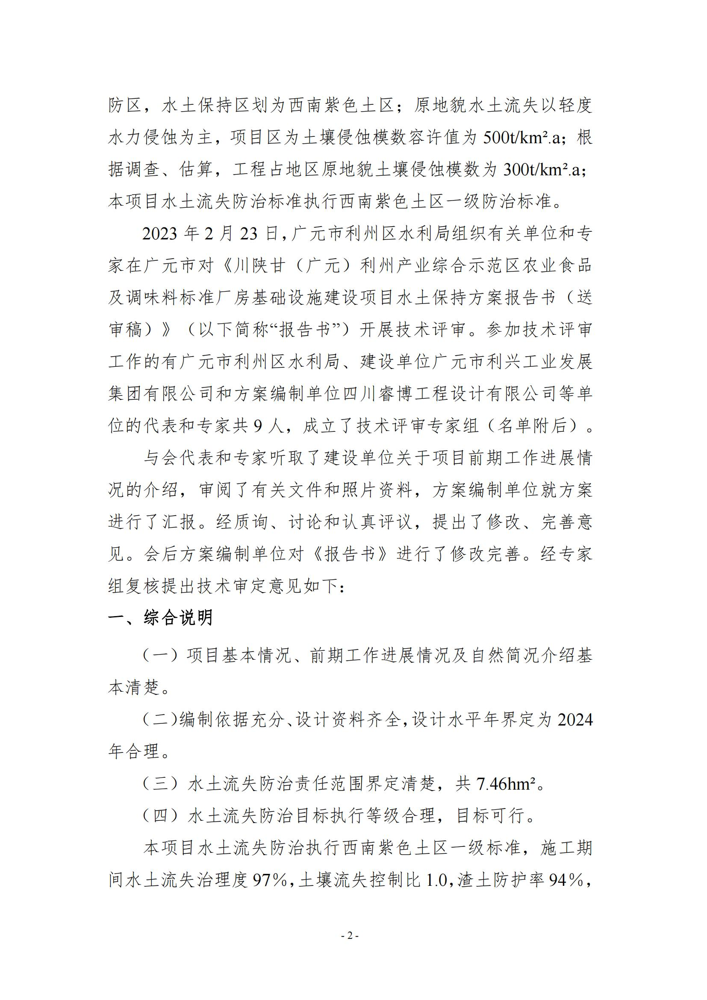 防区，水土保持区划为西南紫色土区；原地貌水土流失以轻度
水力侵蚀为主，项目区为土壤侵蚀模数容许值为 500t/km².a；根
据调查、估算，工程占地区原地貌土壤侵蚀模数为 300t/km².a；
本项目水土流失防治标准执行西南紫色土区一级防治标准。
2023 年 2 月 23 日，广元市利州区水利局组织有关单位和专
家在广元市对《川陕甘（广元）利州产业综合示范区农业食品
及调味料标准厂房基础设施建设项目水土保持方案报告书（送
审稿）》（以下简称“报告书”）开展技术评审。参加技术评审
工作的有广元市利州区水利局、建设单位广元市利兴工业发展
集团有限公司和方案编制单位四川睿博工程设计有限公司等单
位的代表和专家共 9 人，成立了技术评审专家组（名单附后）。
与会代表和专家听取了建设单位关于项目前期工作进展情
况的介绍，审阅了有关文件和照片资料，方案编制单位就方案
进行了汇报。经质询、讨论和认真评议，提出了修改、完善意
见。会后方案编制单位对《报告书》进行了修改完善。经专家
组复核提出技术审定意见如下：
一、综合说明
（一）项目基本情况、前期工作进展情况及自然简况介绍基
本清楚。
（二）编制依据充分、设计资料齐全，设计水平年界定为 2024
年合理。
（三）水土流失防治责任范围界定清楚，共 7.46hm²。
（四）水土流失防治目标执行等级合理，目标可行。
本项目水土流失防治执行西南紫色土区一级标准，施工期
间水土流失治理度 97%，土壤流失控制比 1.0，渣土防护率 94%，
- 2 -